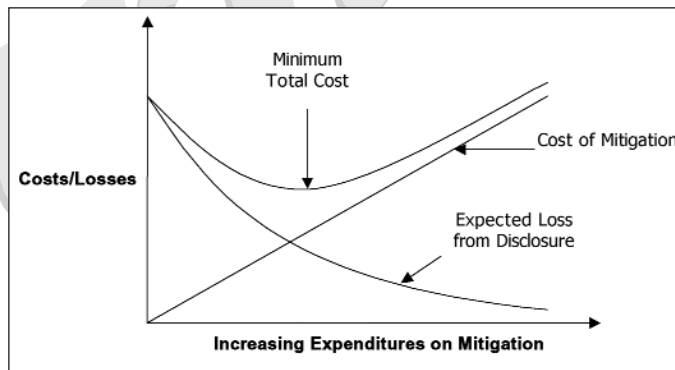 Minimum
Total Cost
Cost of Mitigation
Costs/Losses
Expected Loss
from Disclosure
Increasing Expenditures on Mitigation